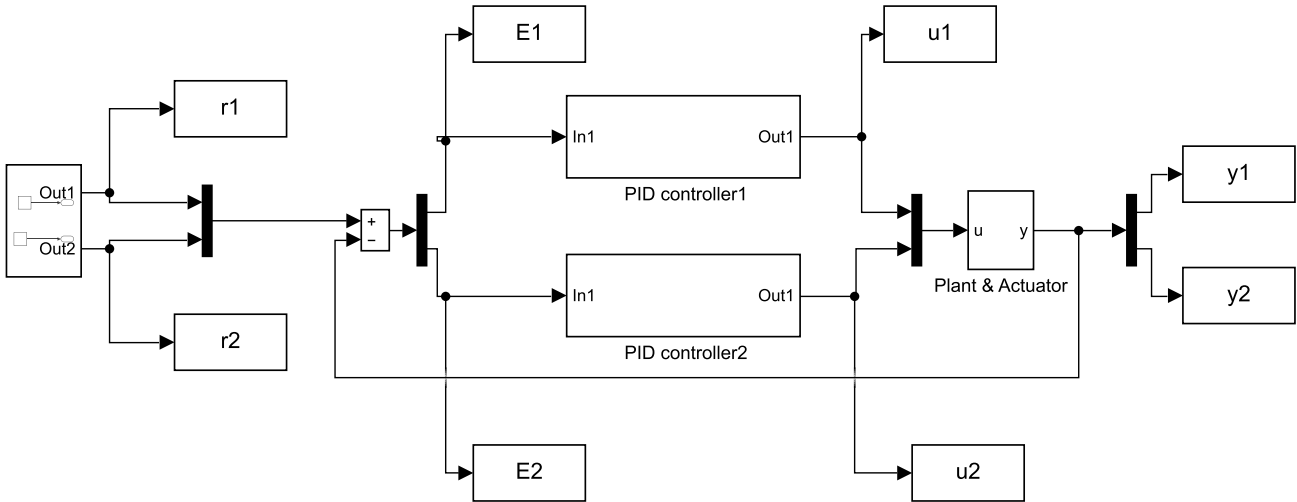 E1
u1
r1
In1
Out1
PID controller1
y1
Out1
Out2
+
−
u
y
Plant & Actuator
In1
Out1
PID controller2
y2
r2
E2
u2